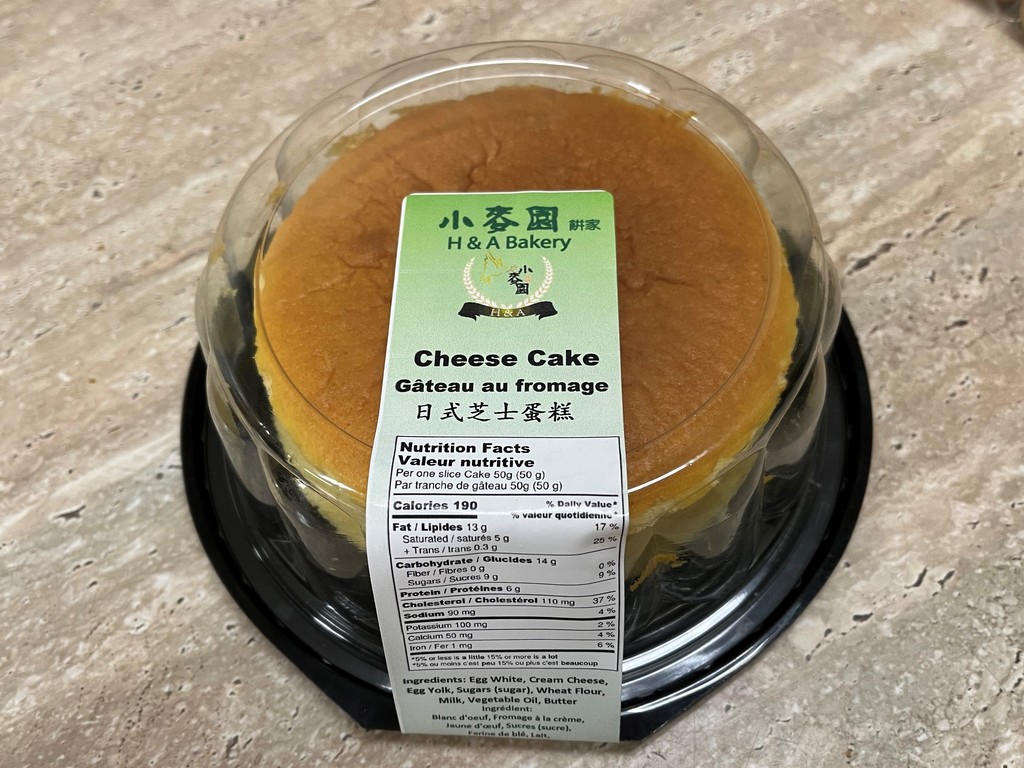 小麥園 餅家
H & A Bakery
小
麥
園
H & A
Cheese Cake
Gâteau au fromage
日式芝士蛋糕
Nutrition Facts
Valeur nutritive
Per one slice Cake 50g (50 g)
Par tranche de gâteau 50g (50 g)
Calories 190 % Daily Value*
% valeur quotidienne*
Fat / Lipides 13 g 17 %
Saturated / saturés 5 g
+ Trans / trans 0.3 g 25 %
Carbohydrate / Glucides 14 g
Fiber / Fibres 0 g 0 %
Sugars / Sucres 9 g 9 %
Protein / Protéines 6 g
Cholesterol / Cholestérol 110 mg 37 %
Sodium 90 mg 4 %
Potassium 100 mg 2 %
Calcium 50 mg 4 %
Iron / Fer 1 mg 6 %
*5% or less is a little 15% or more is a lot
*5% ou moins c'est peu 15% ou plus c'est beaucoup
Ingredients: Egg White, Cream Cheese,
Egg Yolk, Sugars (sugar), Wheat Flour,
Milk, Vegetable Oil, Butter
Ingrédient:
Blanc d'oeuf, Fromage à la crème,
Jaune d'œuf, Sucres (sucre),
Farine de blé, Lait,